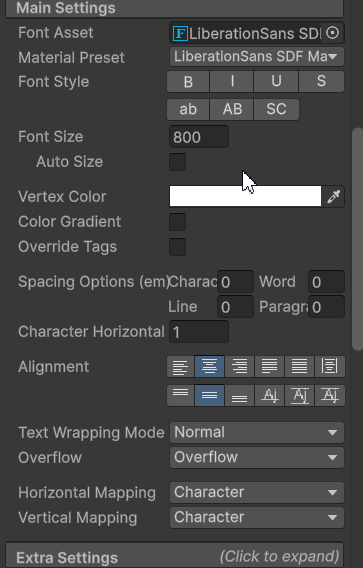 Main Settings
Font Asset F LiberationSans SDF
Material Preset LiberationSans SDF Ma
Font Style B I U S
ab AB SC
Font Size 800
Auto Size
Vertex Color
Color Gradient
Override Tags
Spacing Options (em) Charac 0 Word 0
Line 0 Paragra 0
Character Horizontal 1
Alignment
Text Wrapping Mode Normal
Overflow Overflow
Horizontal Mapping Character
Vertical Mapping Character
Extra Settings (Click to expand)